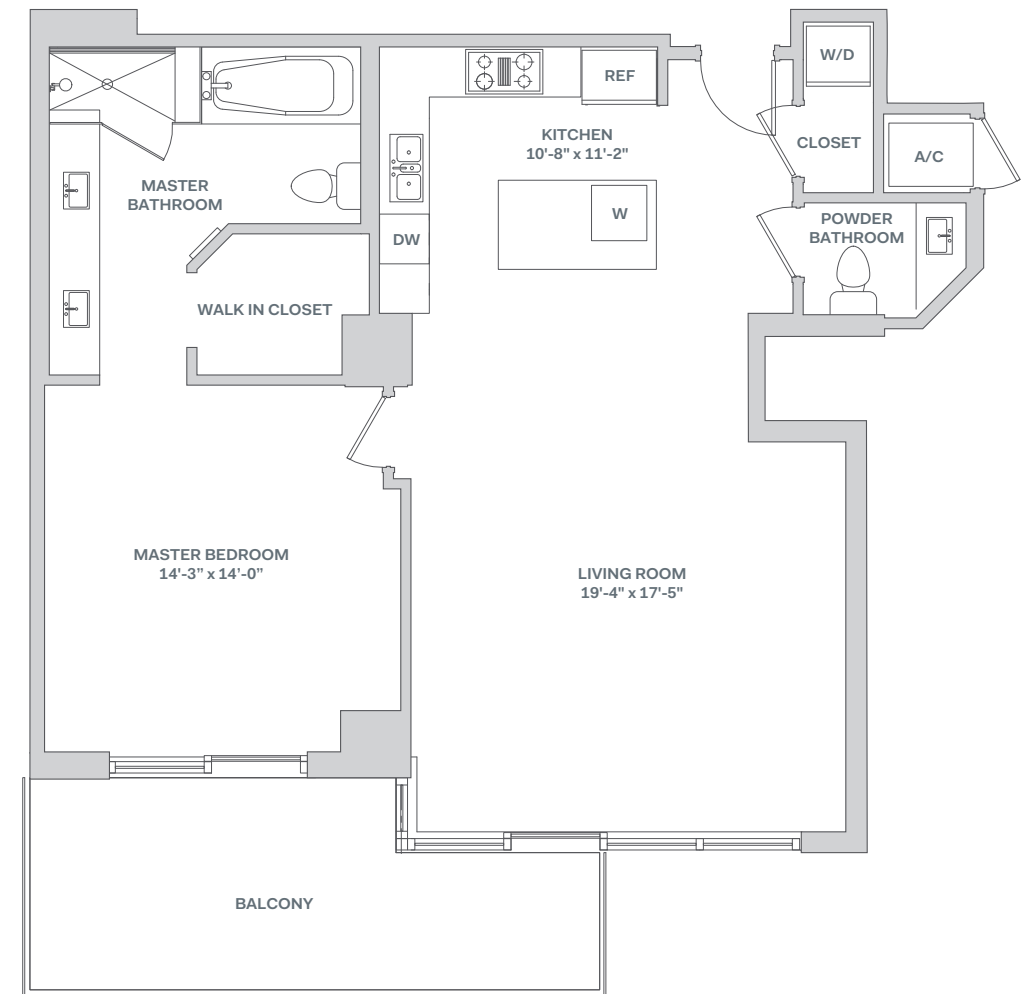 W/D
REF
KITCHEN
10'-8" x 11'-2"
CLOSET
A/C
MASTER
BATHROOM
W
DW
POWDER
BATHROOM
WALK IN CLOSET
MASTER BEDROOM
14'-3” x 14’-0”
LIVING ROOM
19'-4" x 17'-5"
BALCONY